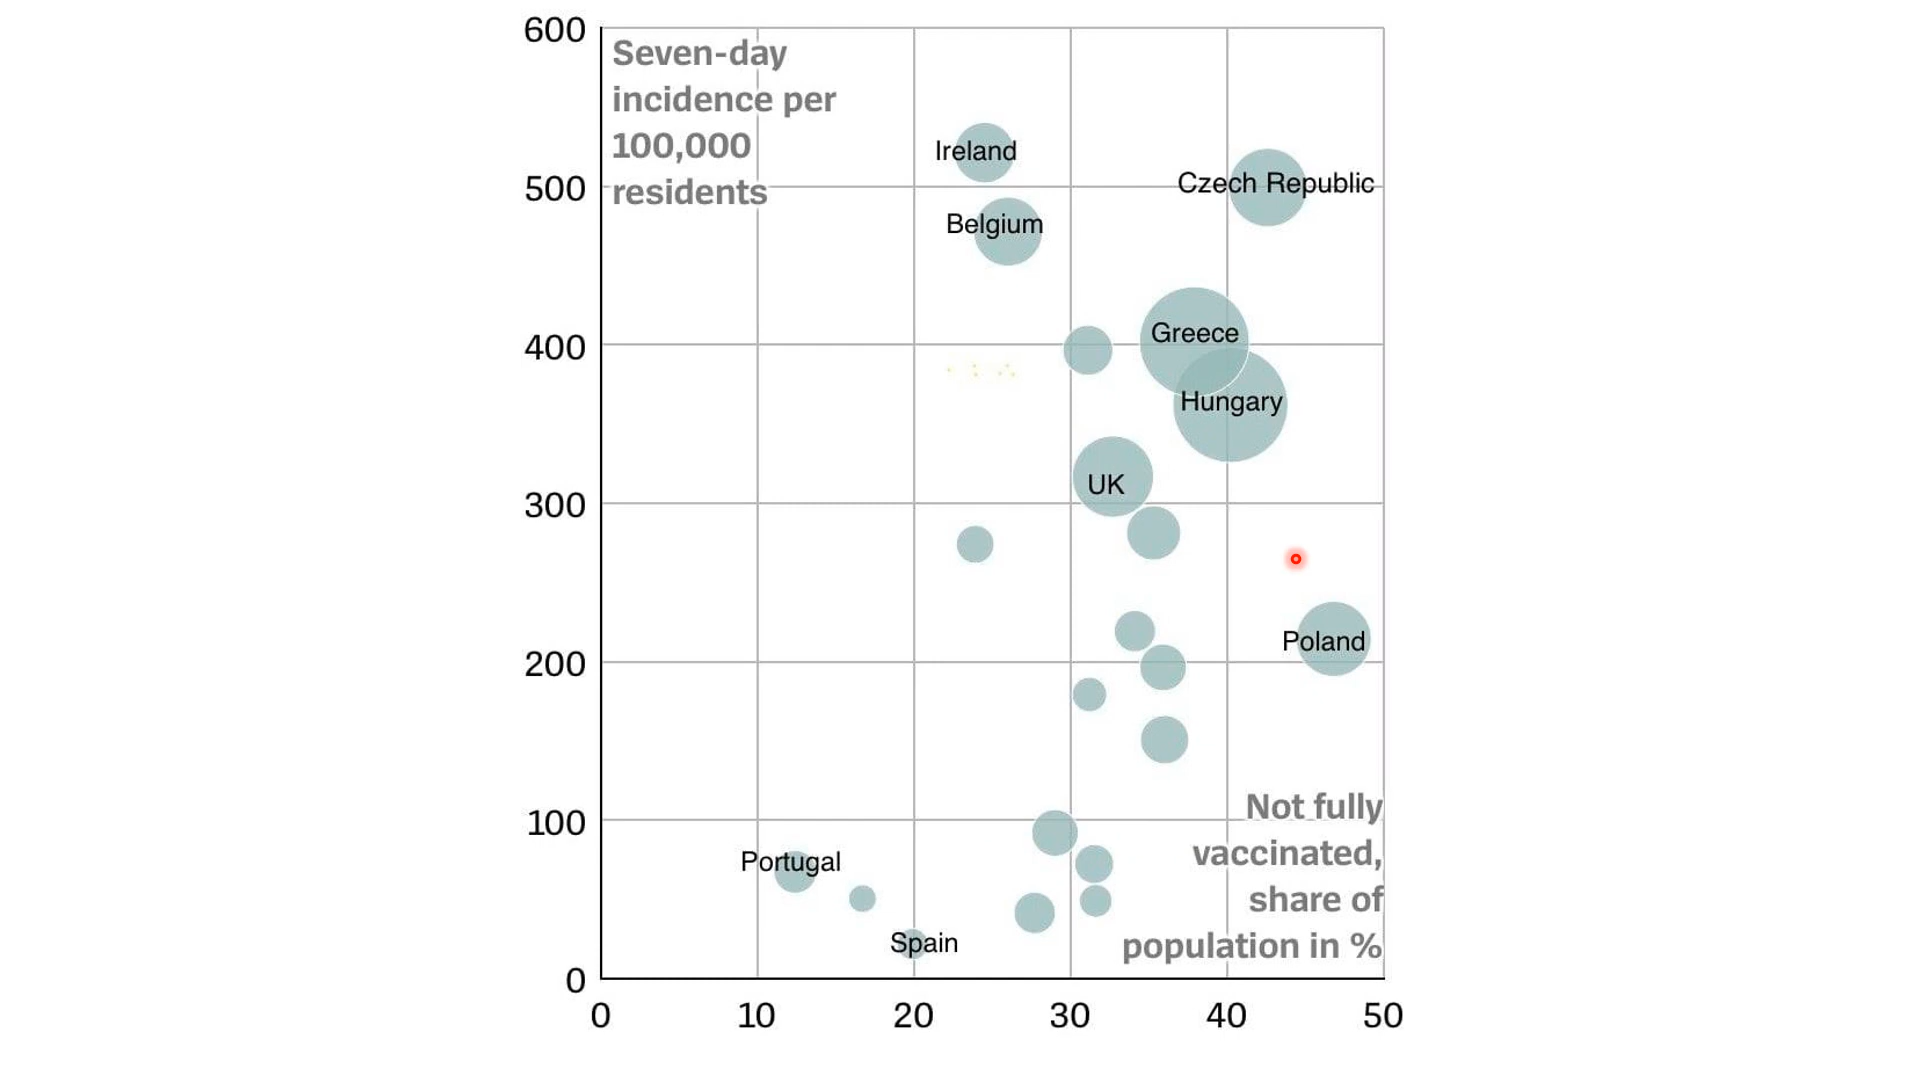 600
Seven-day
incidence per
100,000
residents
Ireland
500
Czech Republic
Belgium
Greece
400
Hungary
UK
300
Poland
200
Not fully
vaccinated,
share of
population in %
100
Portugal
Spain
0
0 10 20 30 40 50